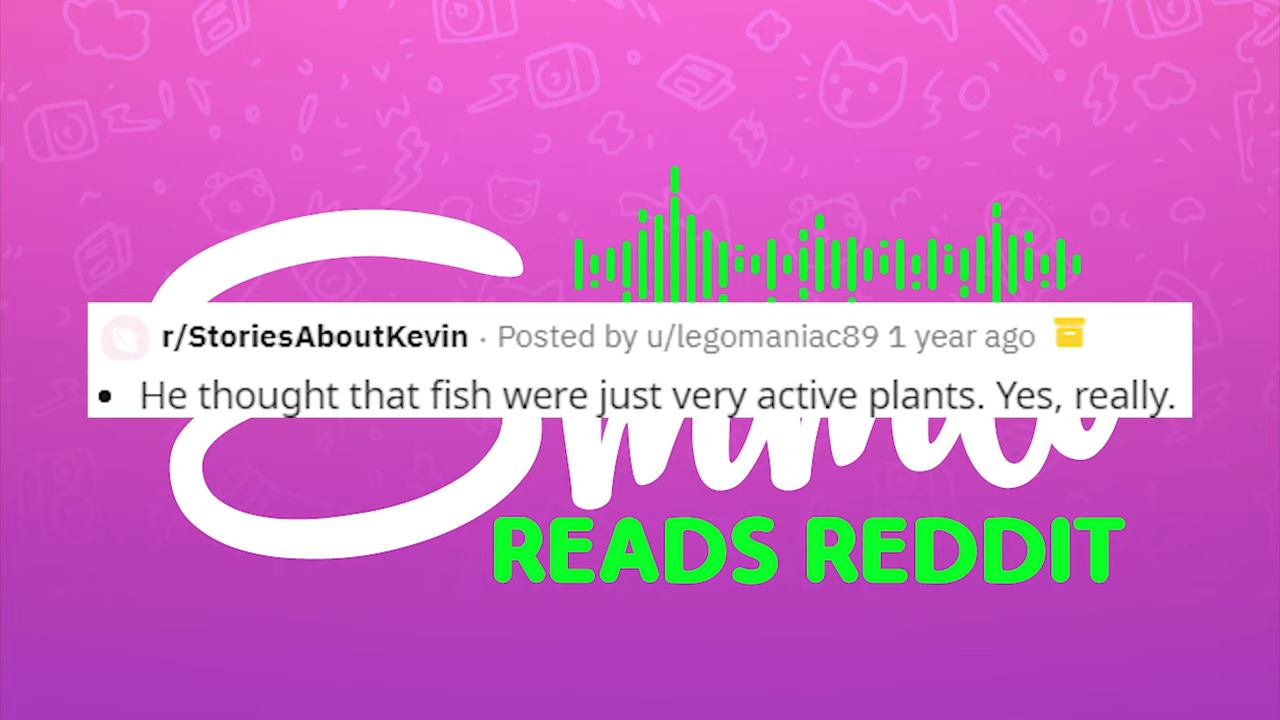 r/StoriesAboutKevin · Posted by u/legomaniac89 1 year ago
• He thought that fish were just very active plants. Yes, really.
READS REDDIT